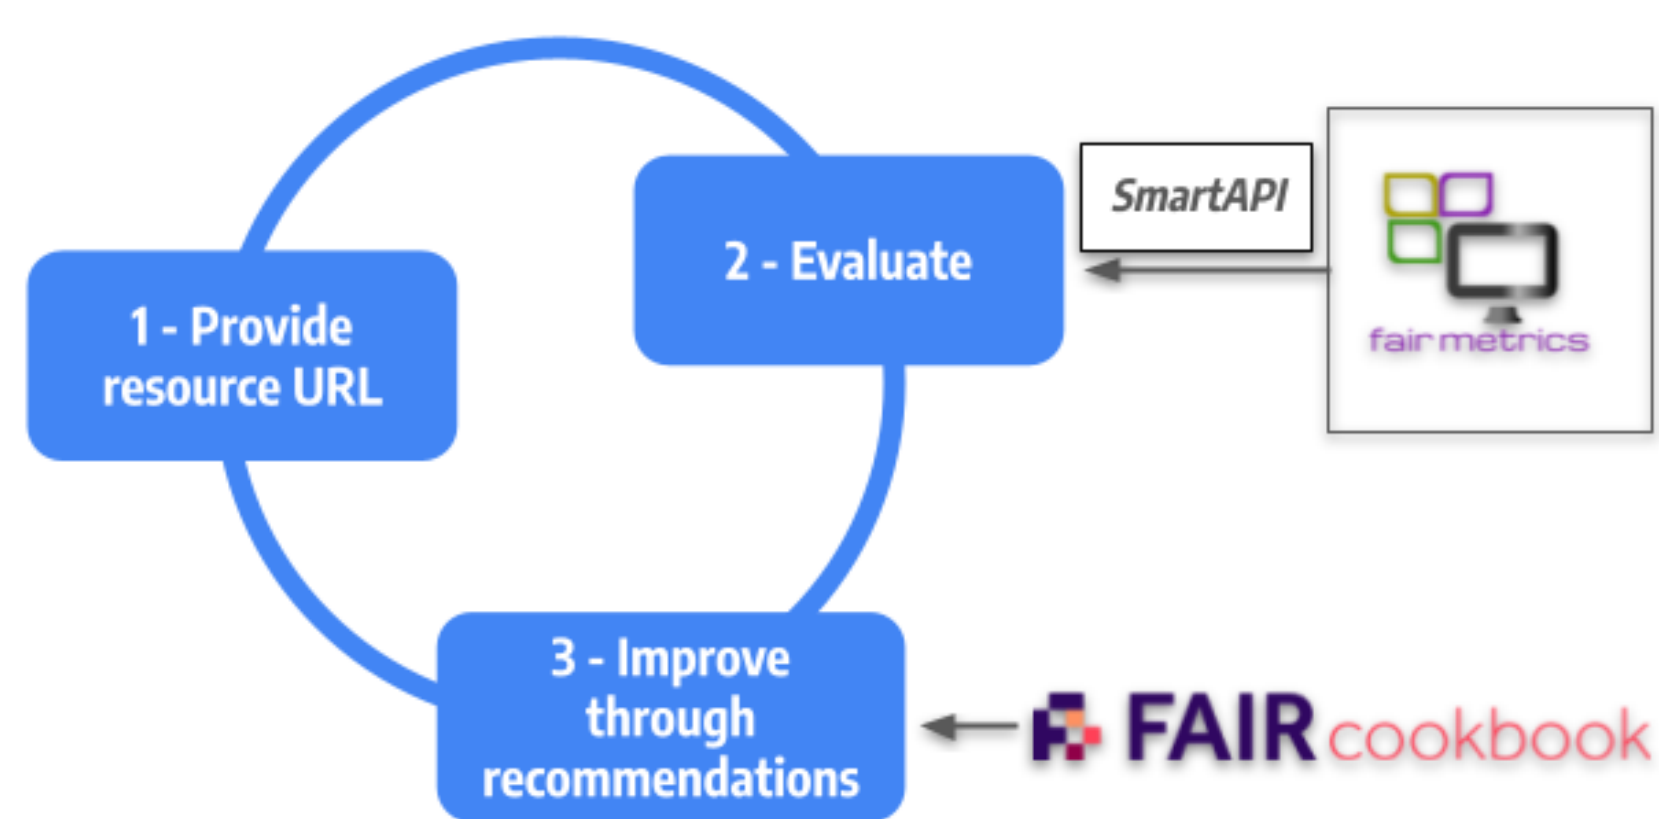 1 - Provide
resource URL
2 - Evaluate
SmartAPI
fair metrics
3 - Improve
through
recommendations
FAIR cookbook